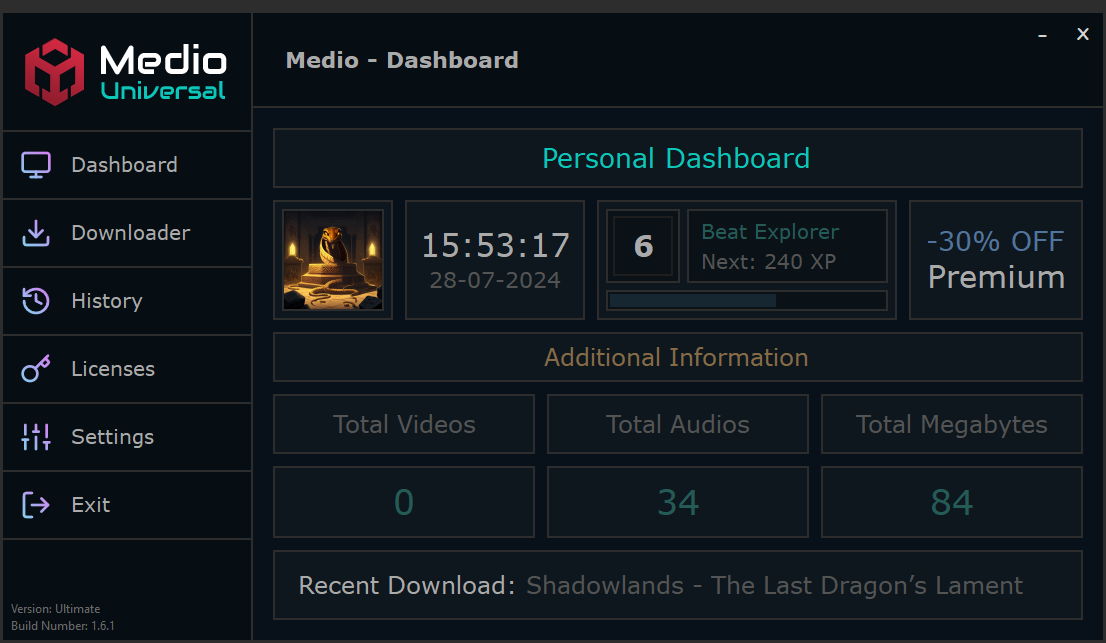 Medio
Universal
Medio - Dashboard
Dashboard
Downloader
History
Licenses
Settings
Exit
Version: Ultimate
Build Number: 1.6.1
Personal Dashboard
15:53:17
28-07-2024
6
Beat Explorer
Next: 240 XP
-30% OFF
Premium
Additional Information
Total Videos
Total Audios
Total Megabytes
0
34
84
Recent Download: Shadowlands - The Last Dragon’s Lament